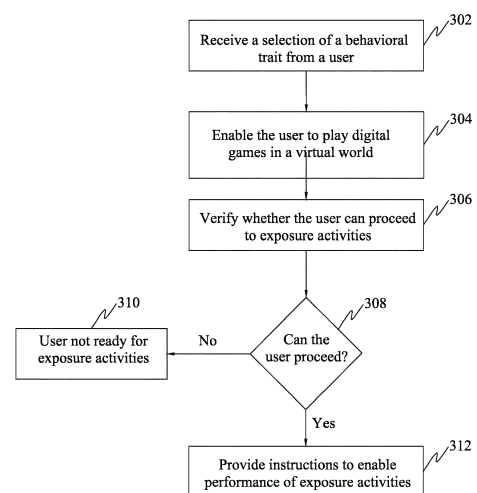 302
Receive a selection of a behavioral
trait from a user
304
Enable the user to play digital
games in a virtual world
306
Verify whether the user can proceed
to exposure activities
308
310
Can the
user proceed?
No
User not ready for
exposure activities
Yes
312
Provide instructions to enable
performance of exposure activities